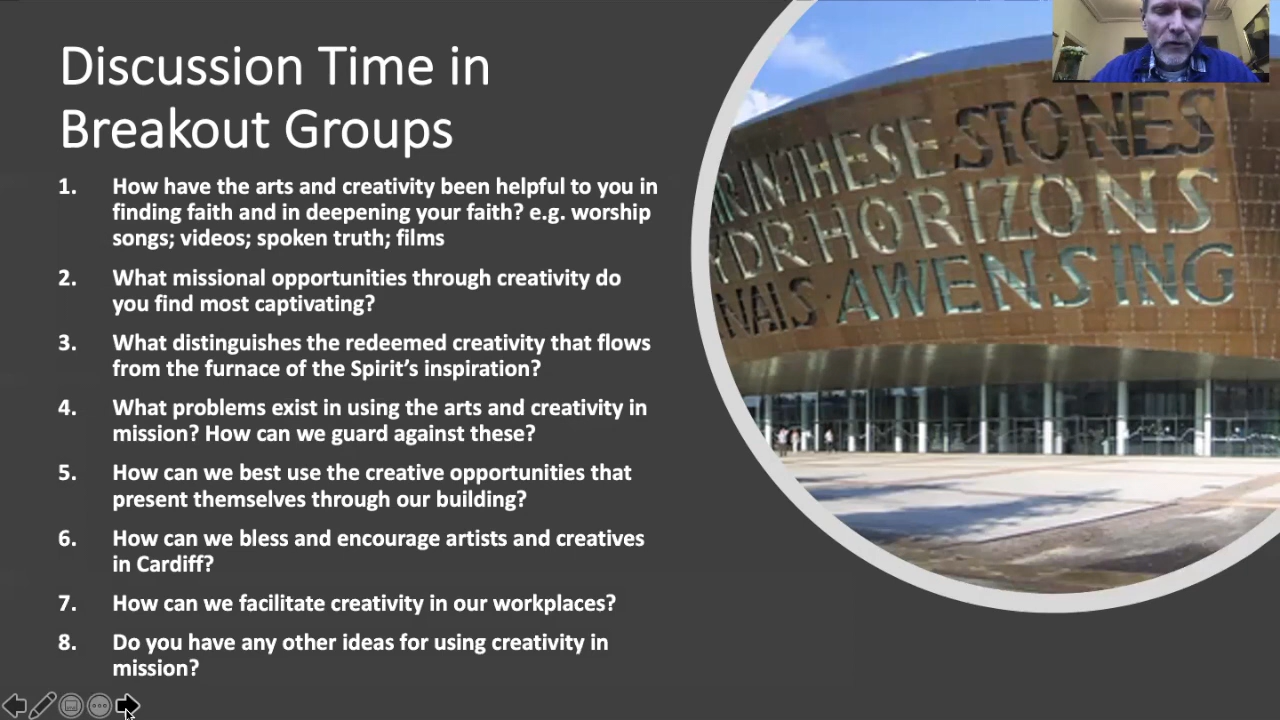 Discussion Time in
Breakout Groups
1. How have the arts and creativity been helpful to you in
finding faith and in deepening your faith? e.g. worship
songs; videos; spoken truth; films
2. What missional opportunities through creativity do
you find most captivating?
3. What distinguishes the redeemed creativity that flows
from the furnace of the Spirit’s inspiration?
4. What problems exist in using the arts and creativity in
mission? How can we guard against these?
5. How can we best use the creative opportunities that
present themselves through our building?
6. How can we bless and encourage artists and creatives
in Cardiff?
7. How can we facilitate creativity in our workplaces?
8. Do you have any other ideas for using creativity in
mission?
IN THESE STONES
HORIZONS
AWEN SING